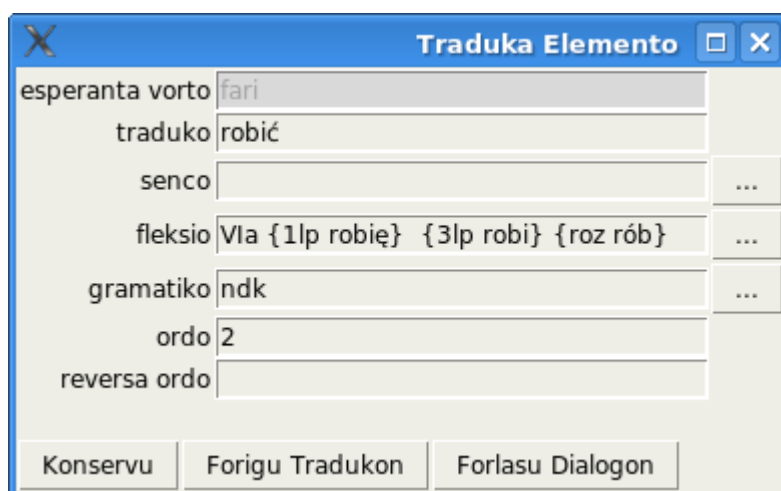 Traduka Elemento
esperanta vorto fari
traduko robić
senco ...
fleksio VIa {1lp robię} {3lp robi} {roz rób} ...
gramatiko ndk ...
ordo 2
reversa ordo
Konservu Forigu Tradukon Forlasu Dialogon